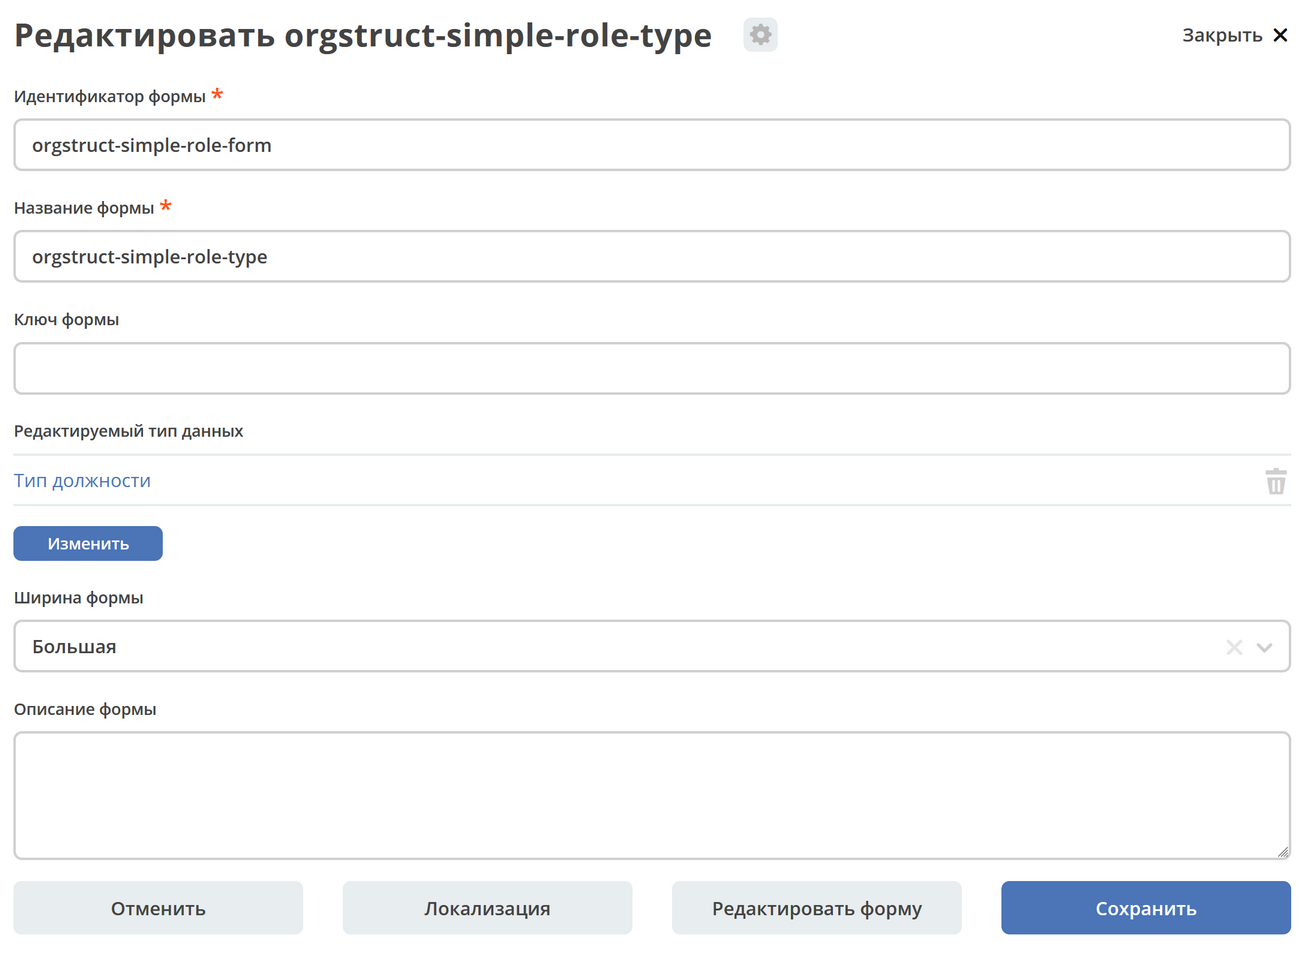 Редактировать orgstruct-simple-role-type
Закрыть
Идентификатор формы *
orgstruct-simple-role-form
Название формы *
orgstruct-simple-role-type
Ключ формы
Редактируемый тип данных
Тип должности
Изменить
Ширина формы
Большая
Описание формы
Отменить
Локализация
Редактировать форму
Сохранить